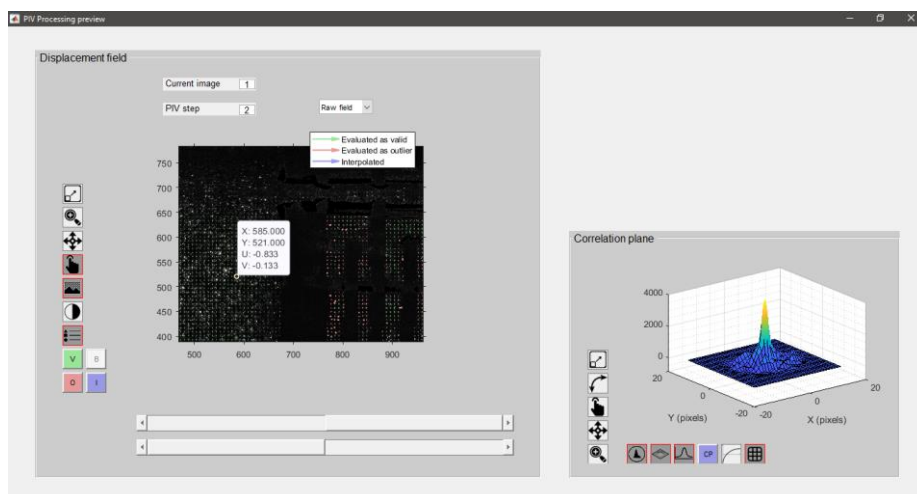 PIV Processing preview
Displacement field
Current image 1
PIV step 2
Raw field
Evaluated as valid
Evaluated as outlier
Interpolated
750
700
650
600
550
500
450
400
X: 585.000
Y: 521.000
U: -0.833
V: -0.133
500 600 700 800 900
V B
O I
Correlation plane
4000
2000
0
20
0
-20
-20
0
20
Y (pixels)
X (pixels)
CP